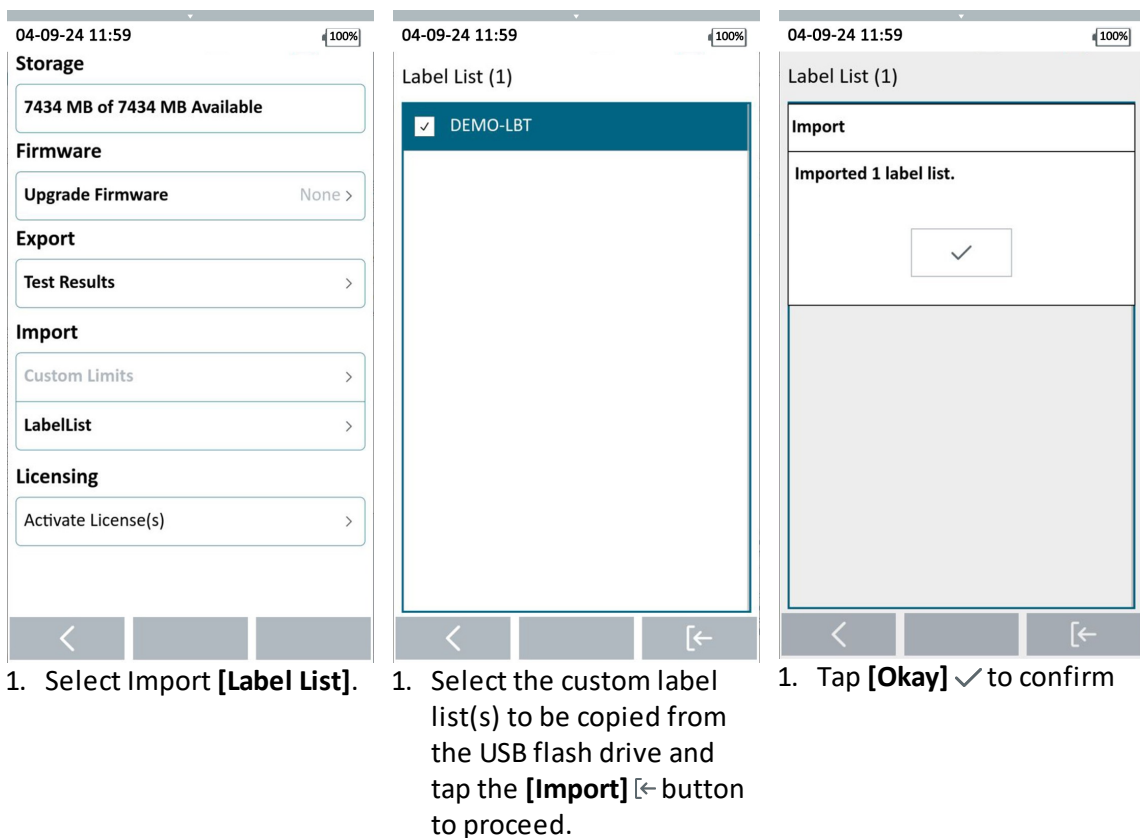 04-09-24 11:59
100%
Storage
7434 MB of 7434 MB Available
Firmware
Upgrade Firmware None >
Export
Test Results >
Import
Custom Limits >
LabelList >
Licensing
Activate License(s) >
1. Select Import [Label List].
04-09-24 11:59
100%
Label List (1)
DEMO-LBT
1. Select the custom label
list(s) to be copied from
the USB flash drive and
tap the [Import] button
to proceed.
04-09-24 11:59
100%
Label List (1)
Import
Imported 1 label list.
1. Tap [Okay] ✓ to confirm